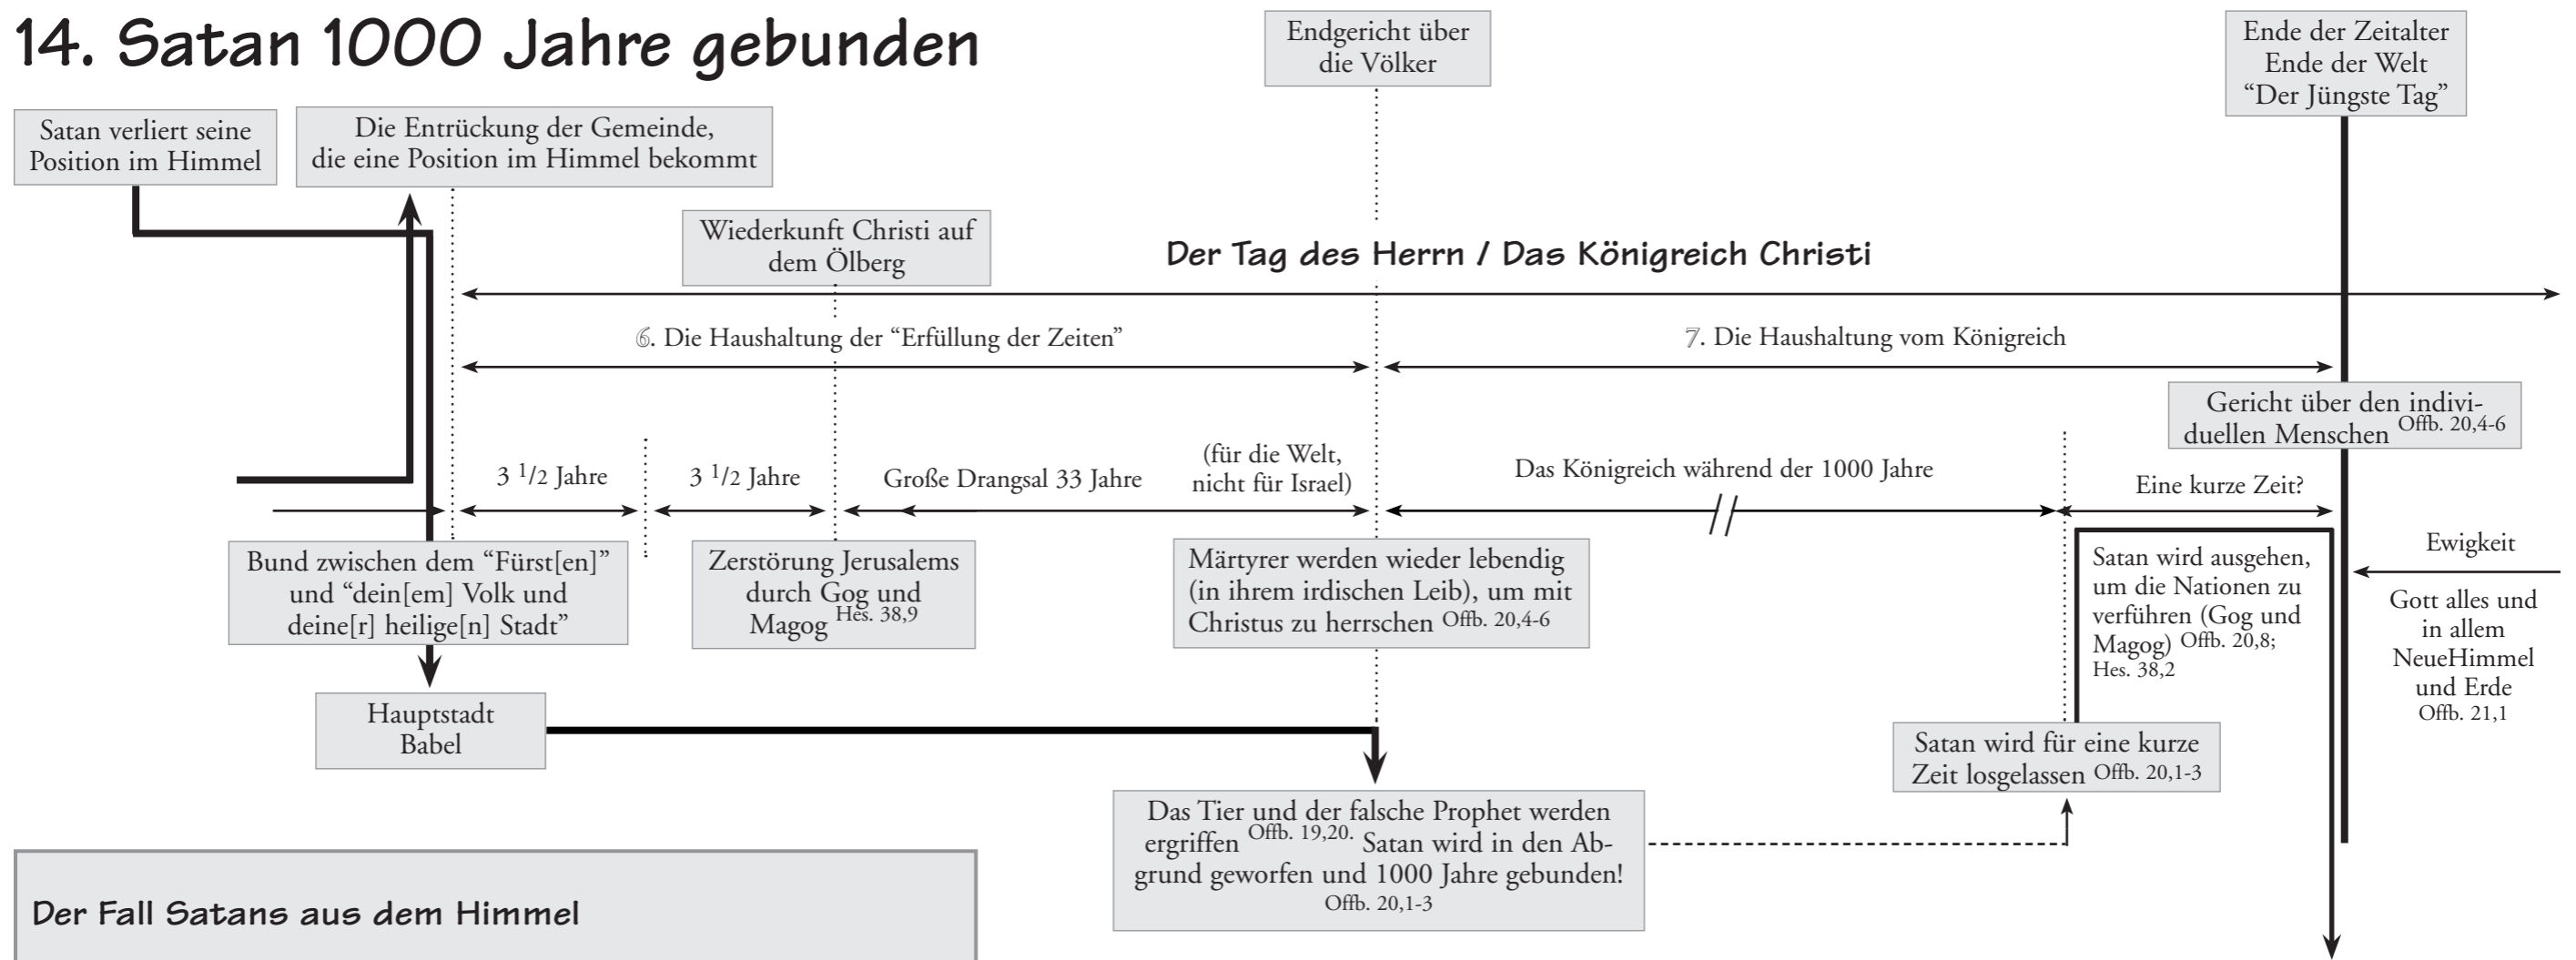 14. Satan 1000 Jahre gebunden
Endgericht über
die Völker
Ende der Zeitalter
Ende der Welt
“Der Jüngste Tag”
Satan verliert seine
Position im Himmel
Die Entrückung der Gemeinde,
die eine Position im Himmel bekommt
Wiederkunft Christi auf
dem Ölberg
Der Tag des Herrn / Das Königreich Christi
6. Die Haushaltung der “Erfüllung der Zeiten”
7. Die Haushaltung vom Königreich
Gericht über den indivi-
duellen Menschen Offb. 20,4-6
3 1/2 Jahre
3 1/2 Jahre
Große Drangsal 33 Jahre
(für die Welt,
nicht für Israel)
Das Königreich während der 1000 Jahre
Eine kurze Zeit?
Bund zwischen dem “Fürst[en]”
und “dein[em] Volk und
deine[r] heilige[n] Stadt”
Zerstörung Jerusalems
durch Gog und
Magog Hes. 38,9
Märtyrer werden wieder lebendig
(in ihrem irdischen Leib), um mit
Christus zu herrschen Offb. 20,4-6
Satan wird ausgehen,
um die Nationen zu
verführen (Gog und
Magog) Offb. 20,8;
Hes. 38,2
Ewigkeit
Gott alles und
in allem
NeueHimmel
und Erde
Offb. 21,1
Hauptstadt
Babel
Satan wird für eine kurze
Zeit losgelassen Offb. 20,1-3
Das Tier und der falsche Prophet werden
ergriffen Offb. 19,20. Satan wird in den Ab-
grund geworfen und 1000 Jahre gebunden!
Offb. 20,1-3
Der Fall Satans aus dem Himmel